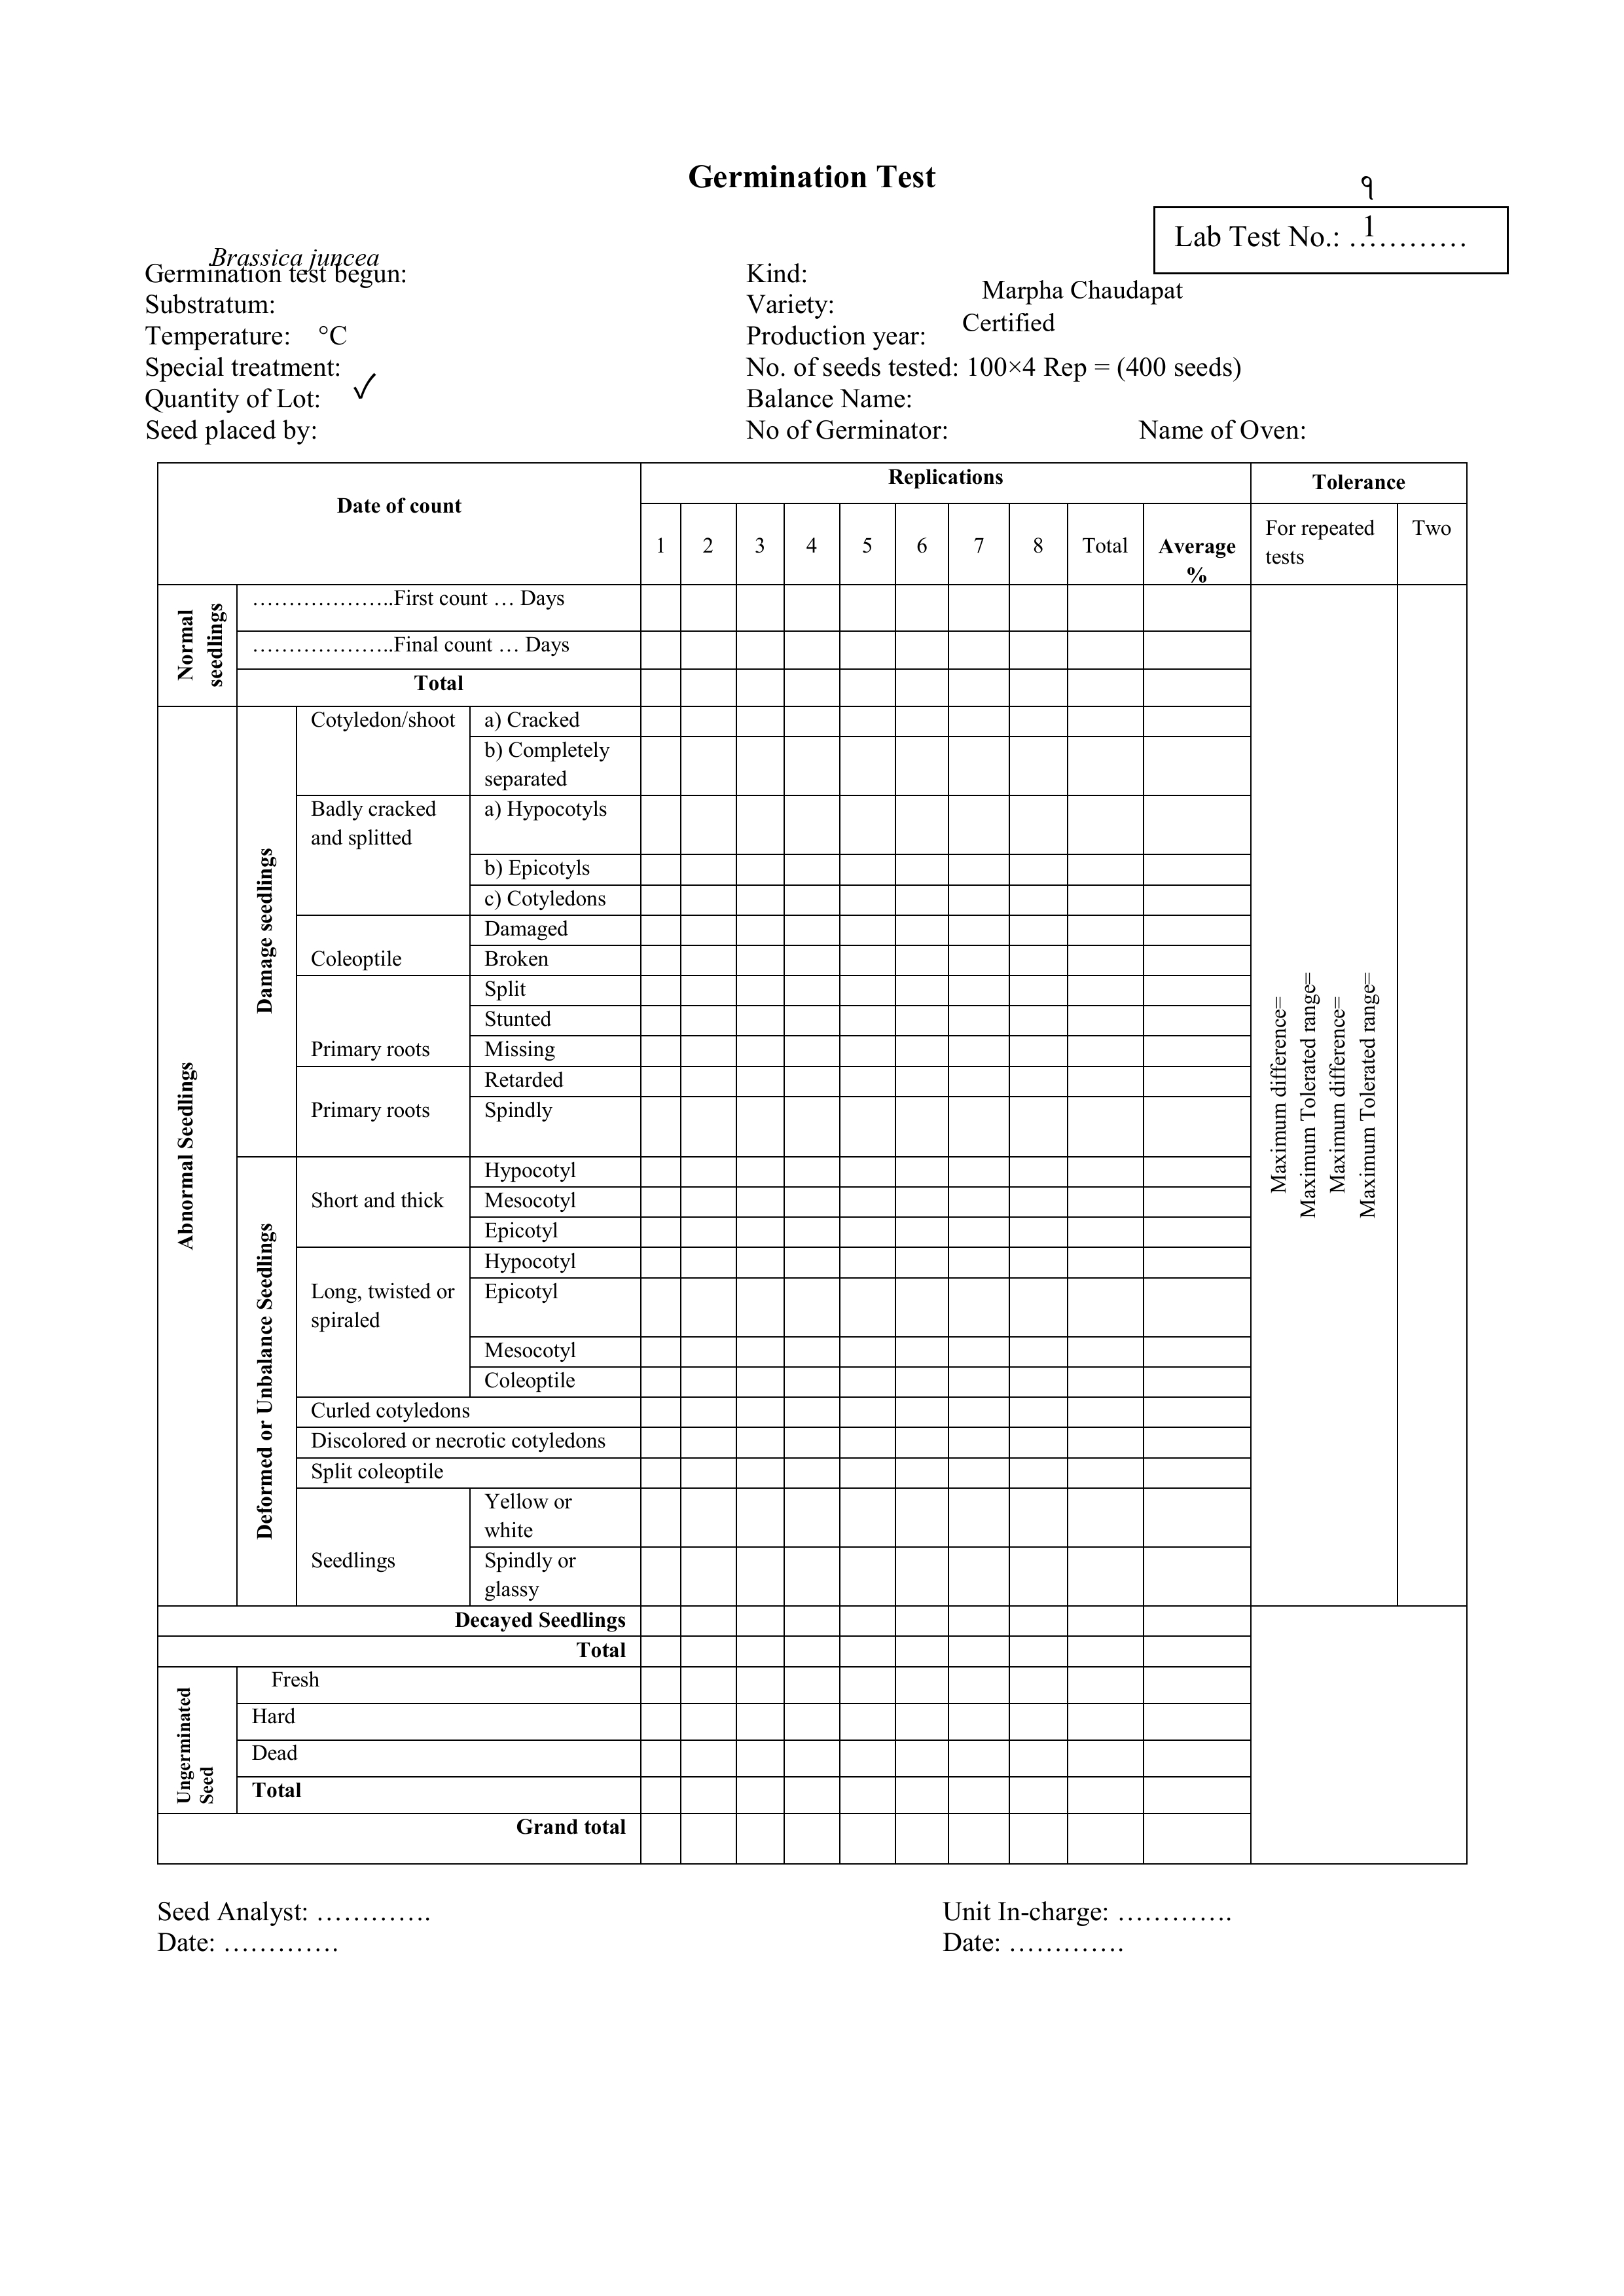 Germination Test
१
Lab Test No.: …………
1
Brassica juncea
Germination test begun:
Kind:
Substratum:
Variety:
Marpha Chaudapat
Temperature: °C
Production year:
Certified
Special treatment:
No. of seeds tested: 100×4 Rep = (400 seeds)
✓
Quantity of Lot:
Balance Name:
Seed placed by:
No of Germinator: Name of Oven:
Date of count
Replications
Tolerance
1 2 3 4 5 6 7 8 Total Average %
For repeated tests
Two
Normal seedlings
………………..First count … Days
………………..Final count … Days
Total
Abnormal Seedlings
Damage seedlings
Cotyledon/shoot
a) Cracked
b) Completely separated
Badly cracked and splitted
a) Hypocotyls
b) Epicotyls
c) Cotyledons
Coleoptile
Damaged
Broken
Primary roots
Split
Stunted
Missing
Primary roots
Retarded
Spindly
Maximum difference=
Maximum Tolerated range=
Maximum difference=
Maximum Tolerated range=
Deformed or Unbalance Seedlings
Short and thick
Hypocotyl
Mesocotyl
Epicotyl
Long, twisted or spiraled
Hypocotyl
Epicotyl
Mesocotyl
Coleoptile
Curled cotyledons
Discolored or necrotic cotyledons
Split coleoptile
Seedlings
Yellow or white
Spindly or glassy
Decayed Seedlings
Total
Ungerminated Seed
Fresh
Hard
Dead
Total
Grand total
Seed Analyst: ………….
Unit In-charge: ………….
Date: ………….
Date: ………….